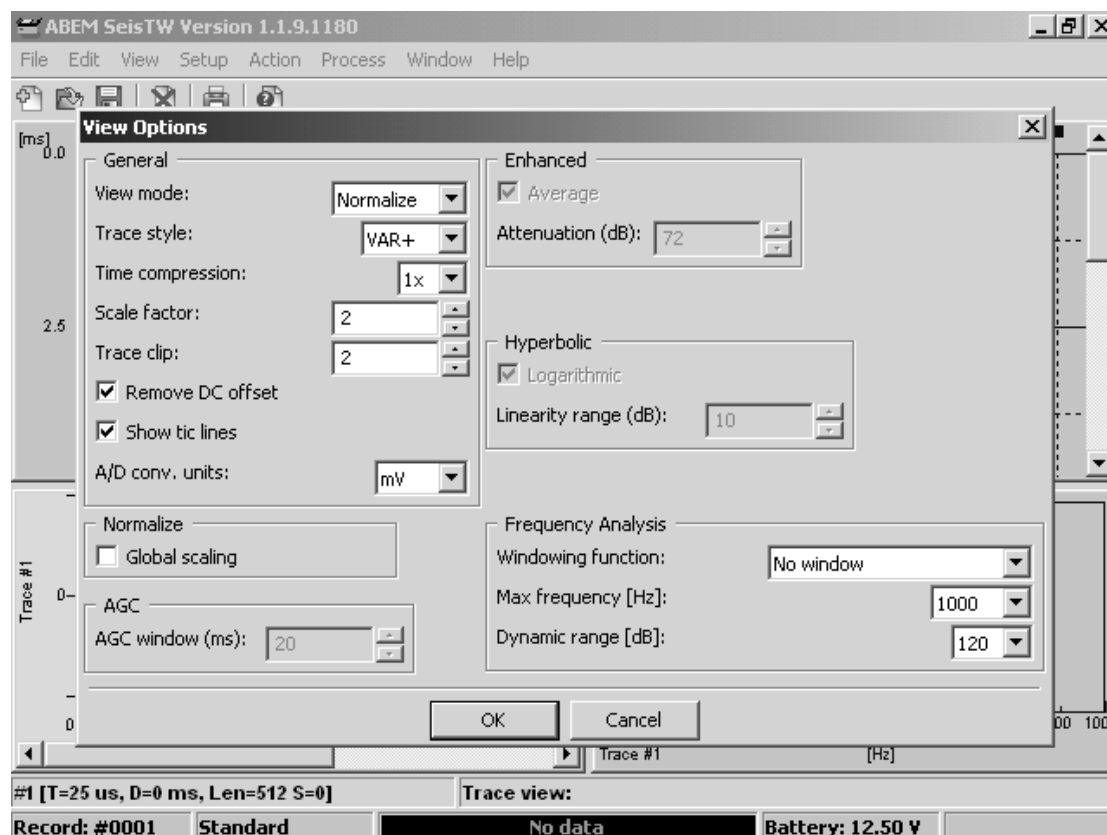 ABEM SeisTW Version 1.1.9.1180
File Edit View Setup Action Process Window Help
View Options
[ms]
0.0
2.5
General
View mode: Normalize
Trace style: VAR+
Time compression: 1x
Scale factor: 2
Trace clip: 2
Remove DC offset
Show tic lines
A/D conv. units: mV
Enhanced
Average
Attenuation (dB): 72
Hyperbolic
Logarithmic
Linearity range (dB): 10
Normalize
Global scaling
AGC
AGC window (ms): 20
Frequency Analysis
Windowing function: No window
Max frequency [Hz]: 1000
Dynamic range [dB]: 120
OK Cancel
Trace #1
0
0
00 100
Trace #1 [Hz]
#1 [T=25 us, D=0 ms, Len=512 S=0] Trace view:
Record: #0001 Standard No data Battery: 12.50 V